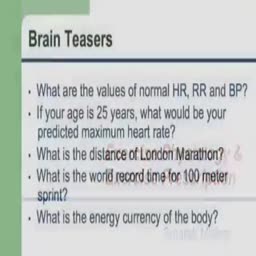 Brain Teasers
• What are the values of normal HR, RR and BP?
• If your age is 25 years, what would be your
predicted maximum heart rate?
• What is the distance of London Marathon?
• What is the world record time for 100 meter
sprint?
• What is the energy currency of the body?